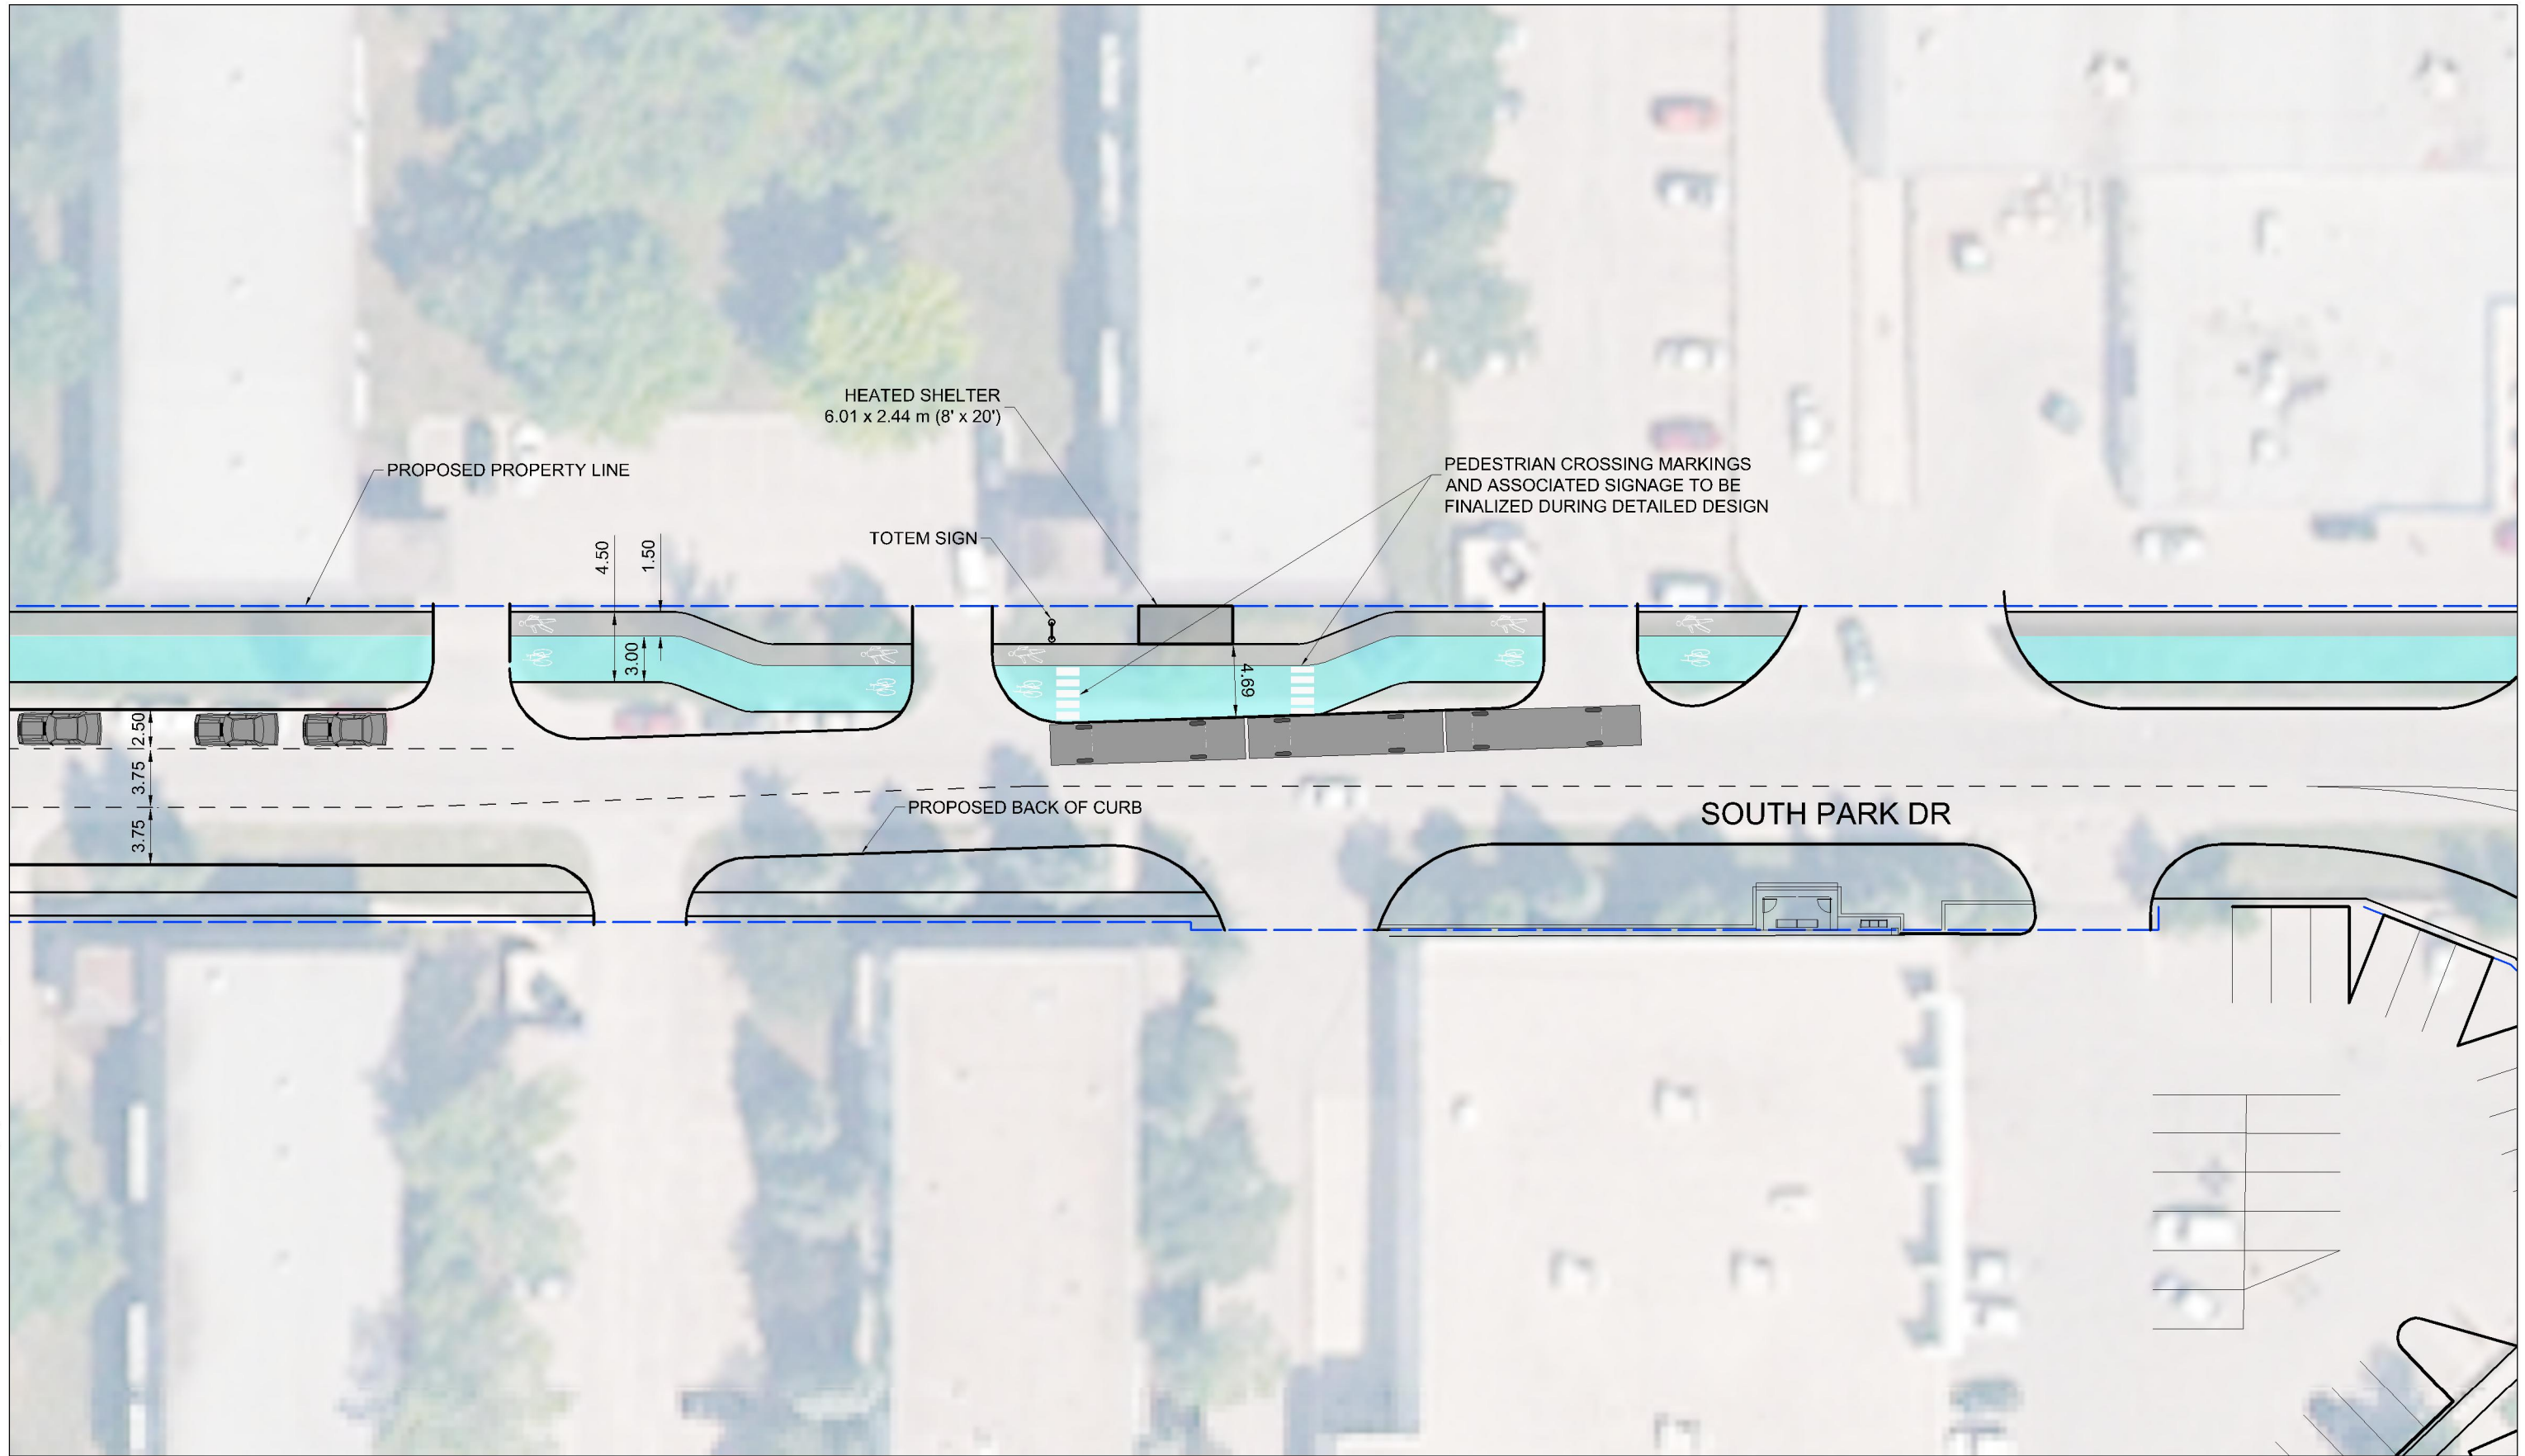 HEATED SHELTER
6.01 x 2.44 m (8' x 20')
PROPOSED PROPERTY LINE
PEDESTRIAN CROSSING MARKINGS
AND ASSOCIATED SIGNAGE TO BE
FINALIZED DURING DETAILED DESIGN
TOTEM SIGN
4.50
1.50
3.00
4.69
2.50
3.75
3.75
PROPOSED BACK OF CURB
SOUTH PARK DR